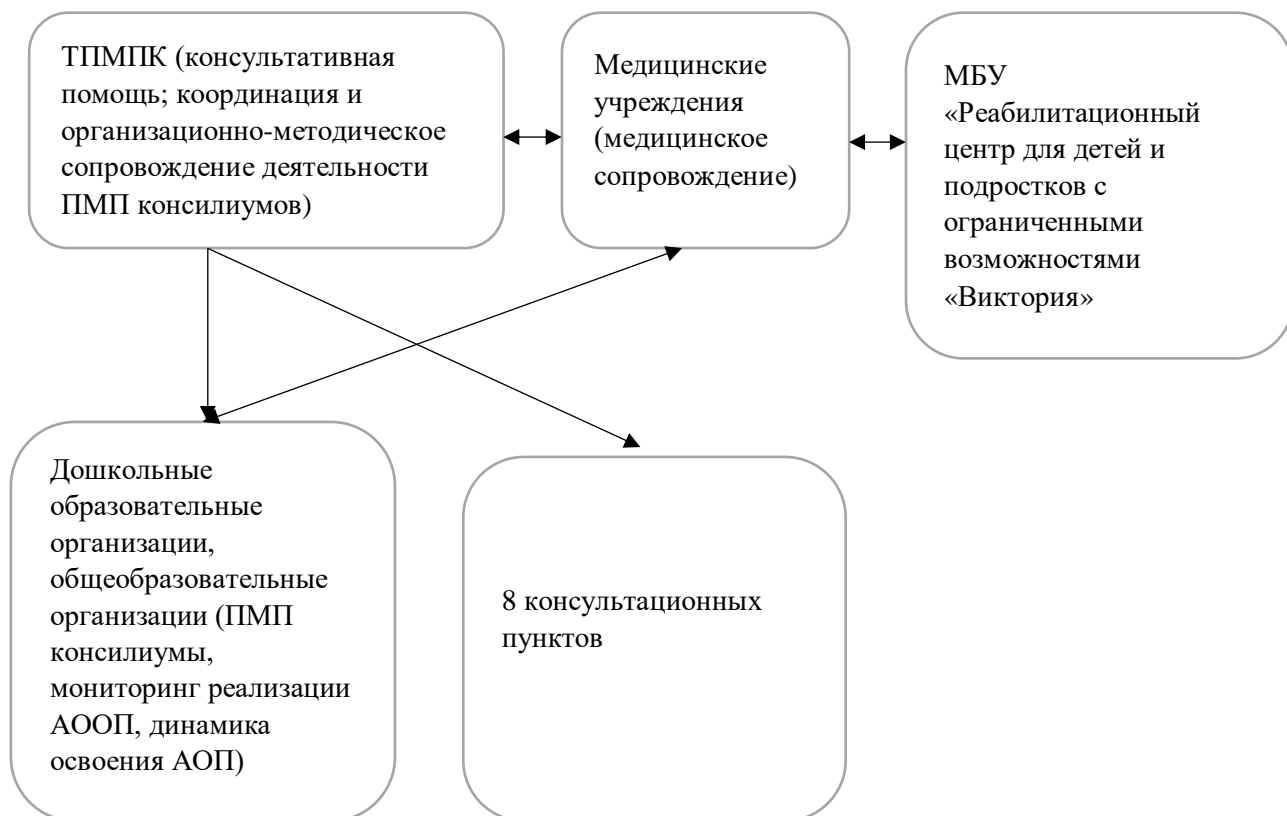 ТПМПК (консультативная
помощь; координация и
организационно-методическое
сопровождение деятельности
ПМП консилиумов)
Медицинские
учреждения
(медицинское
сопровождение)
МБУ
«Реабилитационный
центр для детей и
подростков с
ограниченными
возможностями
«Виктория»
Дошкольные
образовательные
организации,
общеобразовательные
организации (ПМП
консилиумы,
мониторинг реализации
АООП, динамика
освоения АОП)
8 консультационных
пунктов